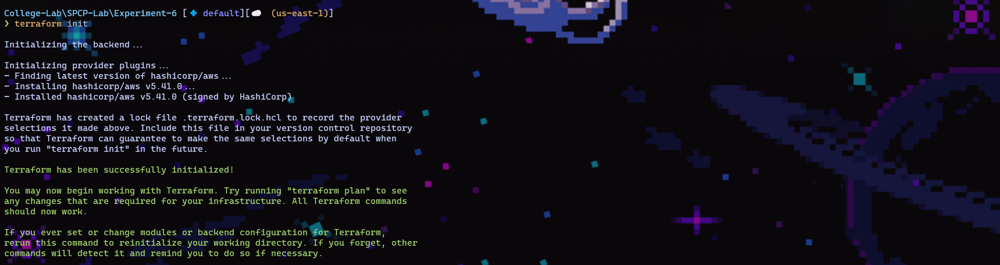 College-Lab\SPCP-Lab\Experiment-6 [ default][ (us-east-1)]
❯ terraform init
Initializing the backend...
Initializing provider plugins...
- Finding latest version of hashicorp/aws...
- Installing hashicorp/aws v5.41.0...
- Installed hashicorp/aws v5.41.0 (signed by HashiCorp)
Terraform has created a lock file .terraform.lock.hcl to record the provider
selections it made above. Include this file in your version control repository
so that Terraform can guarantee to make the same selections by default when
you run "terraform init" in the future.
Terraform has been successfully initialized!
You may now begin working with Terraform. Try running "terraform plan" to see
any changes that are required for your infrastructure. All Terraform commands
should now work.
If you ever set or change modules or backend configuration for Terraform,
rerun this command to reinitialize your working directory. If you forget, other
commands will detect it and remind you to do so if necessary.